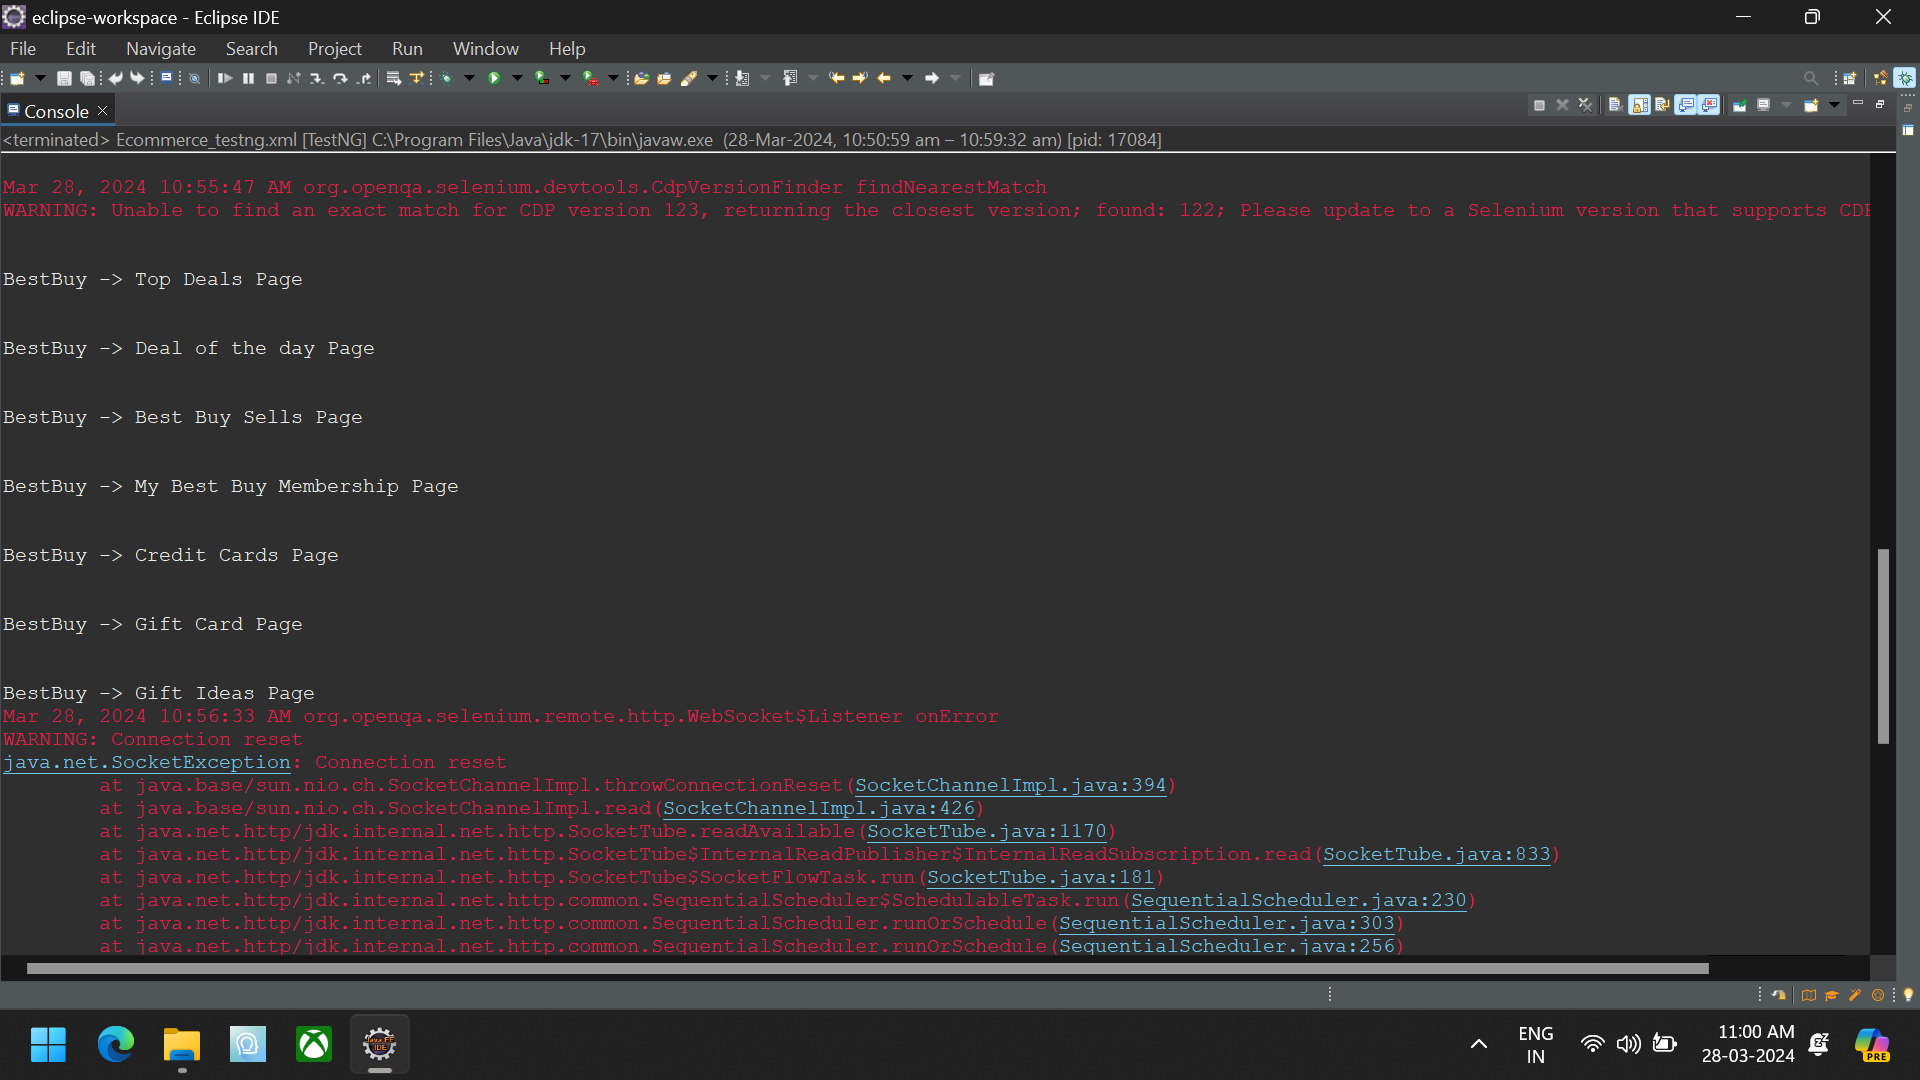 eclipse-workspace - Eclipse IDE
File Edit Navigate Search Project Run Window Help
Console
<terminated> Ecommerce_testng.xml [TestNG] C:\Program Files\Java\jdk-17\bin\javaw.exe (28-Mar-2024, 10:50:59 am – 10:59:32 am) [pid: 17084]
Mar 28, 2024 10:55:47 AM org.openqa.selenium.devtools.CdpVersionFinder findNearestMatch
WARNING: Unable to find an exact match for CDP version 123, returning the closest version; found: 122; Please update to a Selenium version that supports CDP
BestBuy -> Top Deals Page
BestBuy -> Deal of the day Page
BestBuy -> Best Buy Sells Page
BestBuy -> My Best Buy Membership Page
BestBuy -> Credit Cards Page
BestBuy -> Gift Card Page
BestBuy -> Gift Ideas Page
Mar 28, 2024 10:56:33 AM org.openqa.selenium.remote.http.WebSocket$Listener onError
WARNING: Connection reset
java.net.SocketException: Connection reset
at java.base/sun.nio.ch.SocketChannelImpl.throwConnectionReset(SocketChannelImpl.java:394)
at java.base/sun.nio.ch.SocketChannelImpl.read(SocketChannelImpl.java:426)
at java.net.http/jdk.internal.net.http.SocketTube.readAvailable(SocketTube.java:1170)
at java.net.http/jdk.internal.net.http.SocketTube$InternalReadPublisher$InternalReadSubscription.read(SocketTube.java:833)
at java.net.http/jdk.internal.net.http.SocketTube$SocketFlowTask.run(SocketTube.java:181)
at java.net.http/jdk.internal.net.http.common.SequentialScheduler$SchedulableTask.run(SequentialScheduler.java:230)
at java.net.http/jdk.internal.net.http.common.SequentialScheduler.runOrSchedule(SequentialScheduler.java:303)
at java.net.http/jdk.internal.net.http.common.SequentialScheduler.runOrSchedule(SequentialScheduler.java:256)
Java EE
IDE
ENG
IN
11:00 AM
28-03-2024
PRE